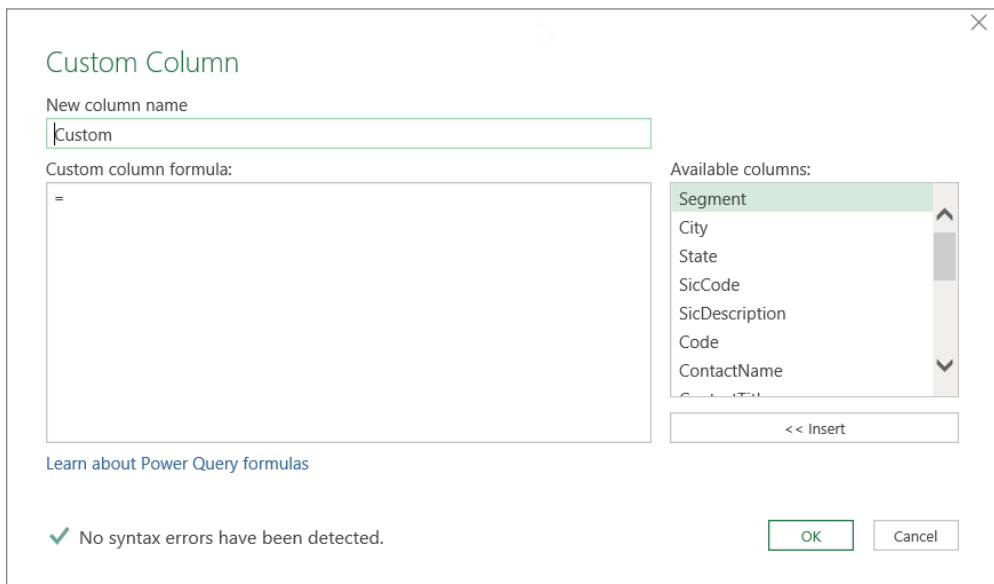 Custom Column
New column name
Custom
Custom column formula:
=
Available columns:
Segment
City
State
SicCode
SicDescription
Code
ContactName
<< Insert
Learn about Power Query formulas
No syntax errors have been detected.
OK
Cancel